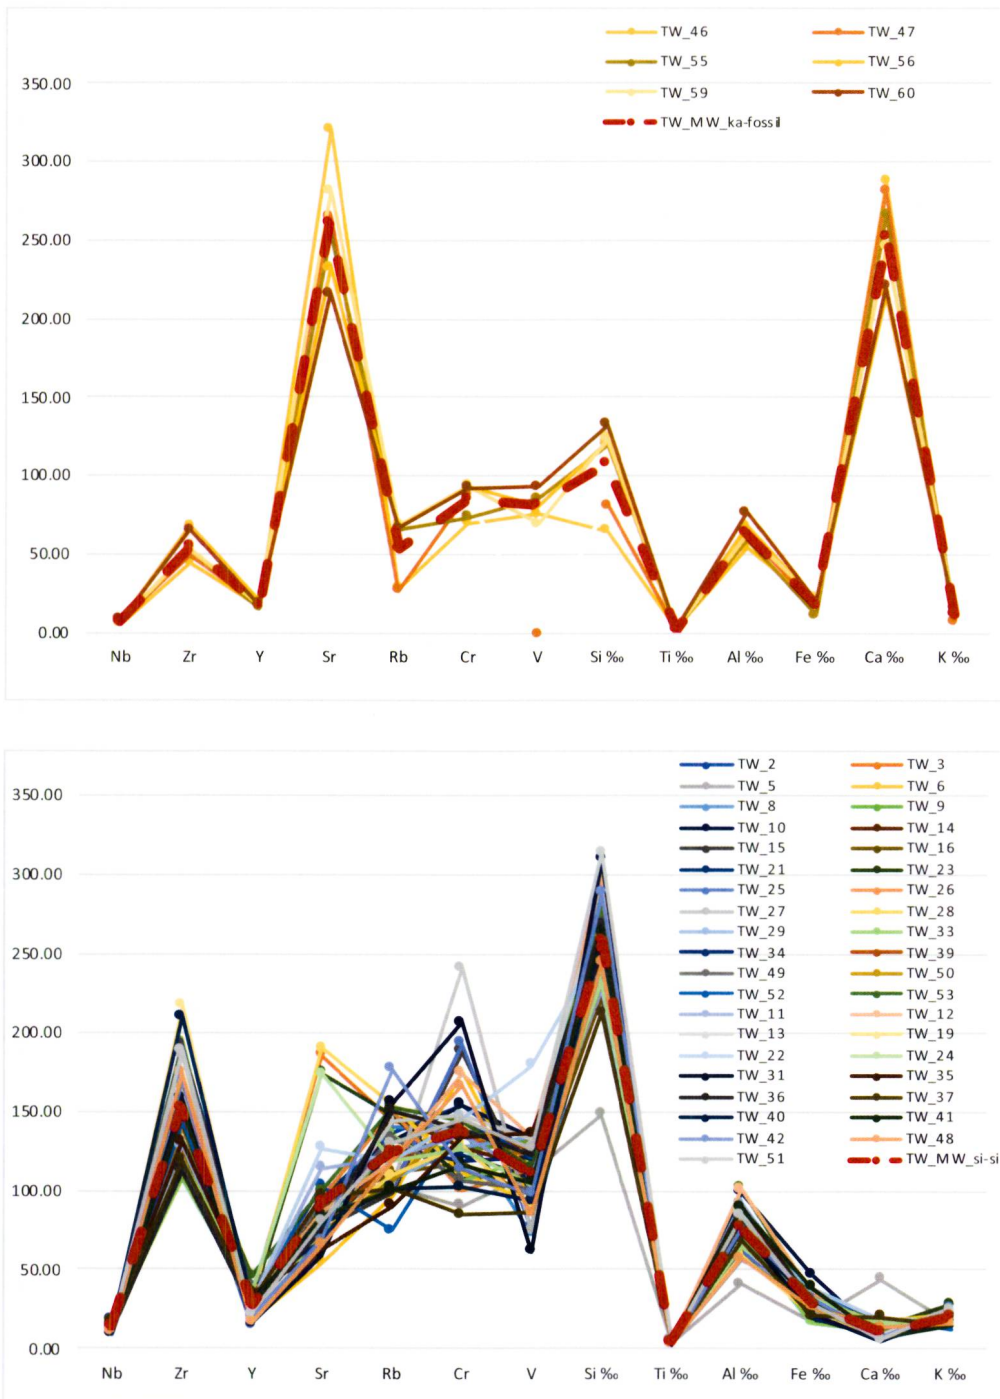 TW_46 TW_47
TW_55 TW_56
350.00
TW_59 TW_60
TW_MW_ka-fossil
300.00
250.00
200.00
150.00
100.00
50.00
0.00
Nb Zr Y Sr Rb Cr V Si ‰ Ti ‰ Al ‰ Fe ‰ Ca ‰ K ‰
TW_2 TW_3
TW_5 TW_6
350.00
TW_8 TW_9
TW_10 TW_14
TW_15 TW_16
300.00
TW_21 TW_23
TW_25 TW_26
TW_27 TW_28
TW_29 TW_33
250.00
TW_34 TW_39
TW_49 TW_50
TW_52 TW_53
TW_11 TW_12
200.00
TW_13 TW_19
TW_22 TW_24
TW_31 TW_35
TW_36 TW_37
TW_40 TW_41
150.00
TW_42 TW_48
TW_51 TW_MW_si-si
100.00
50.00
0.00
Nb Zr Y Sr Rb Cr V Si ‰ Ti ‰ Al ‰ Fe ‰ Ca ‰ K ‰